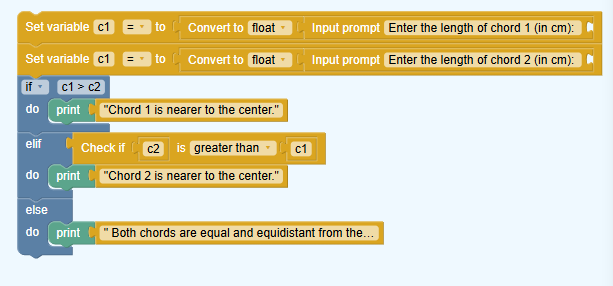 Set variable c1 = to Convert to float Input prompt Enter the length of chord 1 (in cm):
Set variable c1 = to Convert to float Input prompt Enter the length of chord 2 (in cm):
if c1 > c2
do print "Chord 1 is nearer to the center."
elif Check if c2 is greater than c1
do print "Chord 2 is nearer to the center."
else
do print " Both chords are equal and equidistant from the...